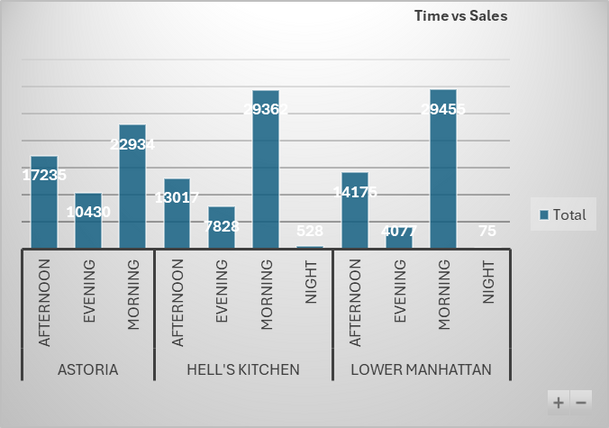 Time vs Sales
17235
10430
22934
13017
7828
29362
528
14175
4077
29455
75
Total
AFTERNOON
EVENING
MORNING
AFTERNOON
EVENING
MORNING
NIGHT
AFTERNOON
EVENING
MORNING
NIGHT
ASTORIA
HELL'S KITCHEN
LOWER MANHATTAN
+ −